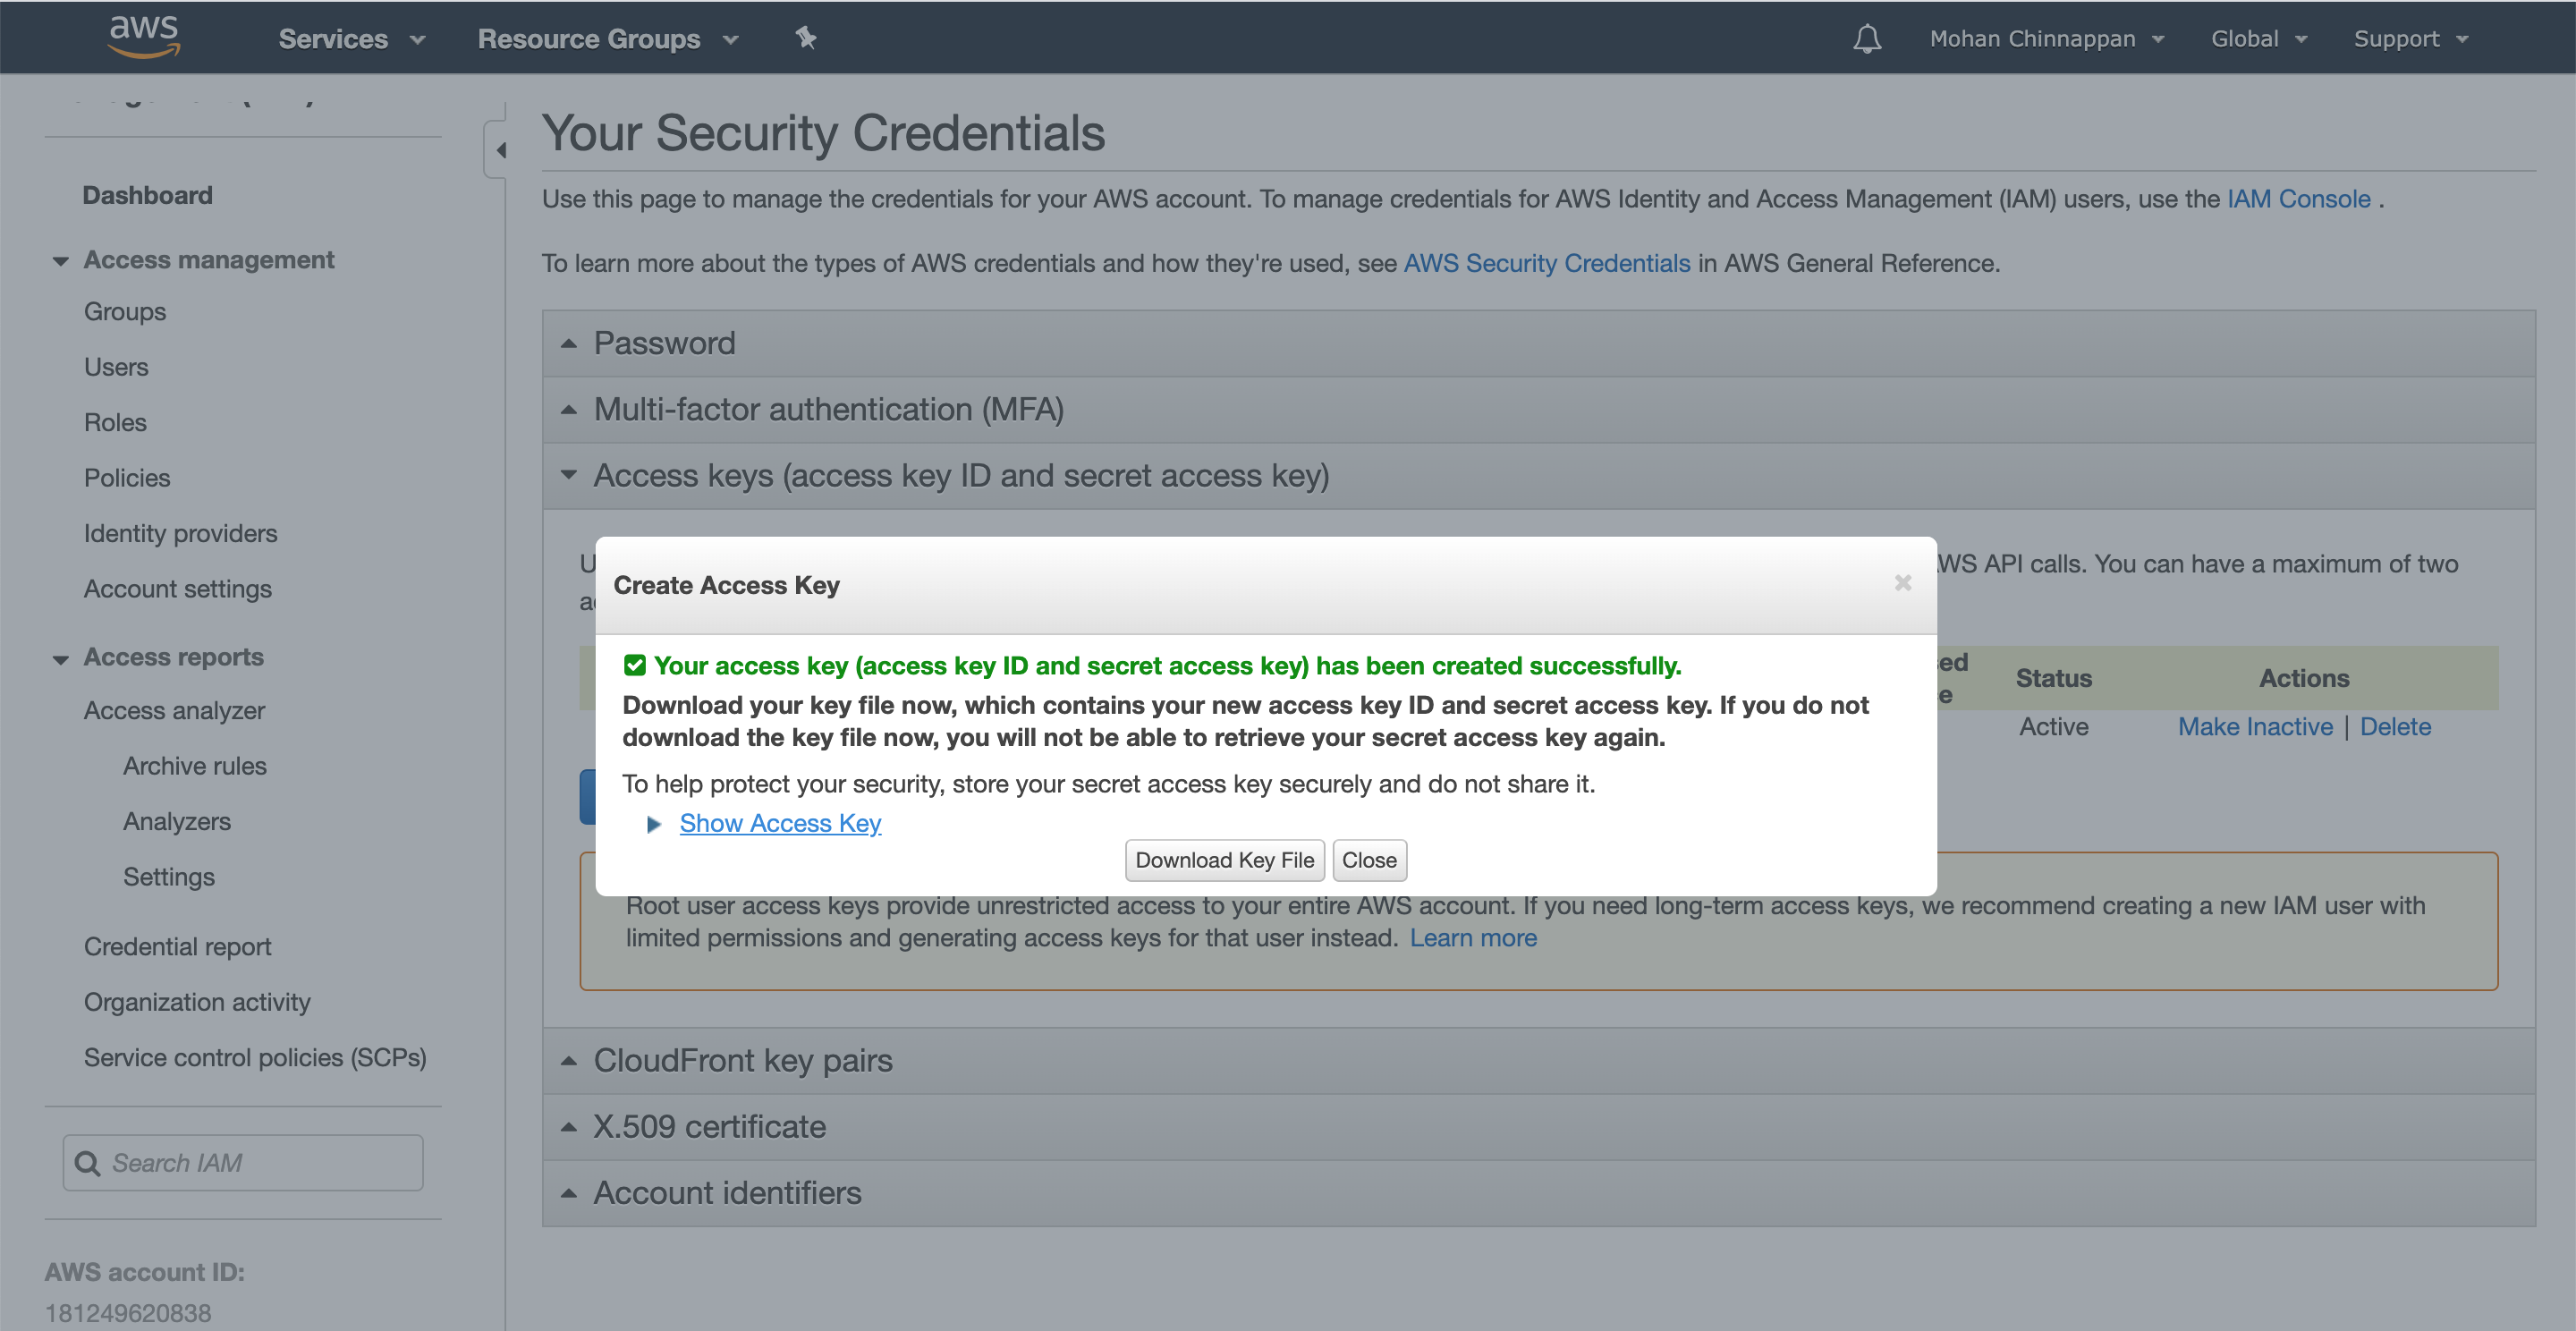 aws
Services
Resource Groups
Mohan Chinnappan
Global
Support
Dashboard
Access management
Groups
Users
Roles
Policies
Identity providers
Account settings
Access reports
Access analyzer
Archive rules
Analyzers
Settings
Credential report
Organization activity
Service control policies (SCPs)
Search IAM
AWS account ID:
181249620838
Your Security Credentials
Use this page to manage the credentials for your AWS account. To manage credentials for AWS Identity and Access Management (IAM) users, use the IAM Console .
To learn more about the types of AWS credentials and how they're used, see AWS Security Credentials in AWS General Reference.
Password
Multi-factor authentication (MFA)
Access keys (access key ID and secret access key)
AWS API calls. You can have a maximum of two
Status
Actions
Active
Make Inactive | Delete
Create Access Key
Your access key (access key ID and secret access key) has been created successfully.
Download your key file now, which contains your new access key ID and secret access key. If you do not
download the key file now, you will not be able to retrieve your secret access key again.
To help protect your security, store your secret access key securely and do not share it.
Show Access Key
Download Key File
Close
Root user access keys provide unrestricted access to your entire AWS account. If you need long-term access keys, we recommend creating a new IAM user with
limited permissions and generating access keys for that user instead. Learn more
CloudFront key pairs
X.509 certificate
Account identifiers